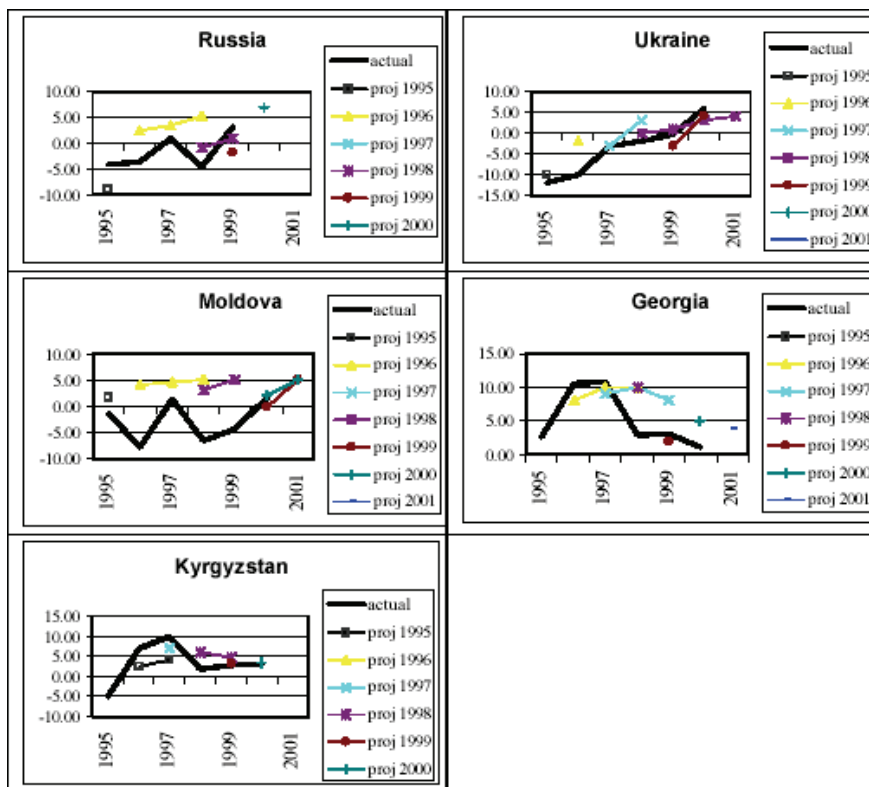 Russia
10.00
5.00
0.00
-5.00
-10.00
1995
1997
1999
2001
actual
proj 1995
proj 1996
proj 1997
proj 1998
proj 1999
proj 2000
Ukraine
10.00
5.00
0.00
-5.00
-10.00
-15.00
1995
1997
1999
2001
actual
proj 1995
proj 1996
proj 1997
proj 1998
proj 1999
proj 2000
proj 2001
Moldova
10.00
5.00
0.00
-5.00
-10.00
1995
1997
1999
2001
actual
proj 1995
proj 1996
proj 1997
proj 1998
proj 1999
proj 2000
proj 2001
Georgia
15.00
10.00
5.00
0.00
1995
1997
1999
2001
actual
proj 1995
proj 1996
proj 1997
proj 1998
proj 1999
proj 2000
proj 2001
Kyrgyzstan
15.00
10.00
5.00
0.00
-5.00
-10.00
1995
1997
1999
2001
actual
proj 1995
proj 1996
proj 1997
proj 1998
proj 1999
proj 2000